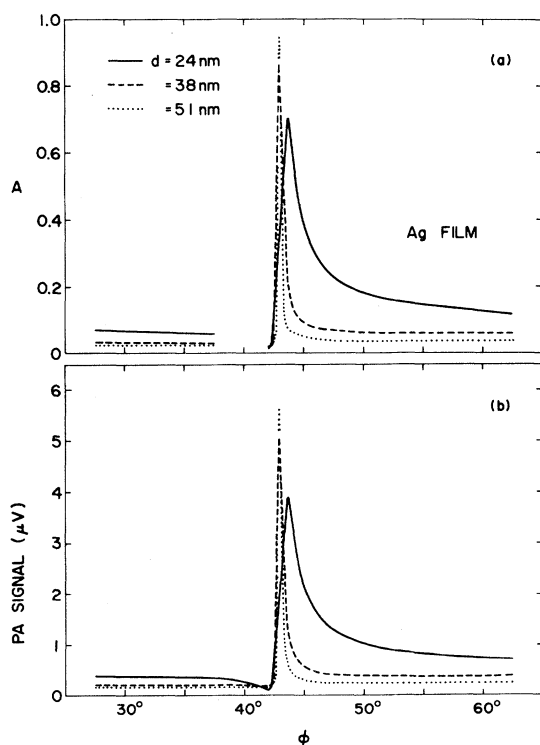 1.0
(a)
d = 24 nm
= 38 nm
= 51 nm
0.8
0.6
A
Ag FILM
0.4
0.2
0
(b)
6
5
4
PA SIGNAL (μV)
3
2
1
0
30° 40° 50° 60°
ϕ